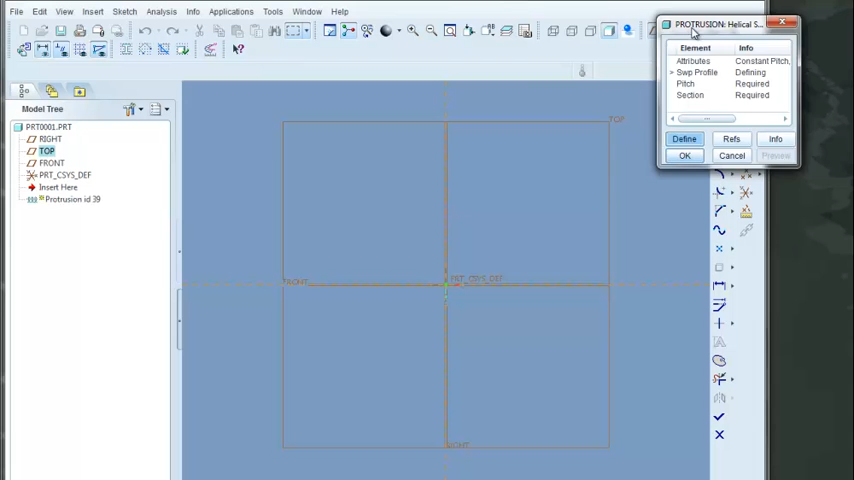 File Edit View Insert Sketch Analysis Info Applications Tools Window Help
PROTRUSION: Helical S...
Element Info
Attributes Constant Pitch,
> Swp Profile Defining
Pitch Required
Section Required
Define Refs Info
OK Cancel Preview
Model Tree
PRT0001.PRT
RIGHT
TOP
FRONT
PRT_CSYS_DEF
Insert Here
Protrusion id 39
TOP
PRT_CSYS_DEF